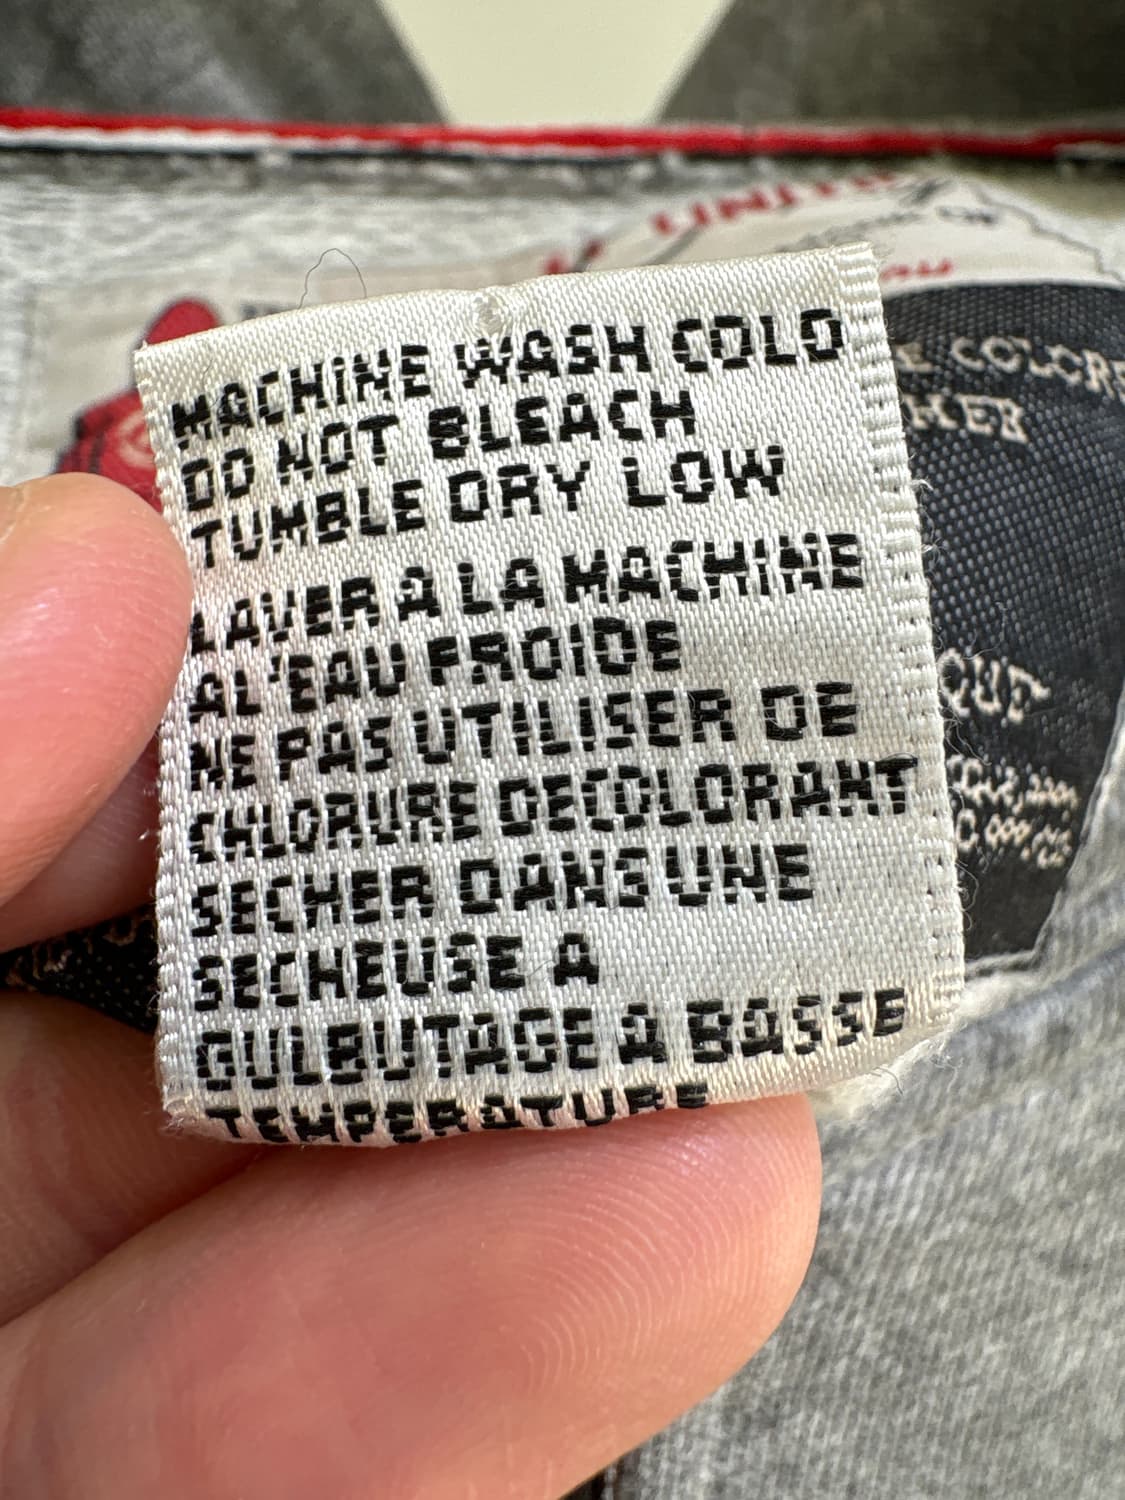 MACHINE WASH COLD
DO NOT BLEACH
TUMBLE DRY LOW
LAVER A LA MACHINE
A L'EAU FROIDE
NE PAS UTILISER DE
CHLORURE DECOLORANT
SECHER DANS UNE
SECHEUSE A
CULBUTAGE A BASSE
TEMPERATURE